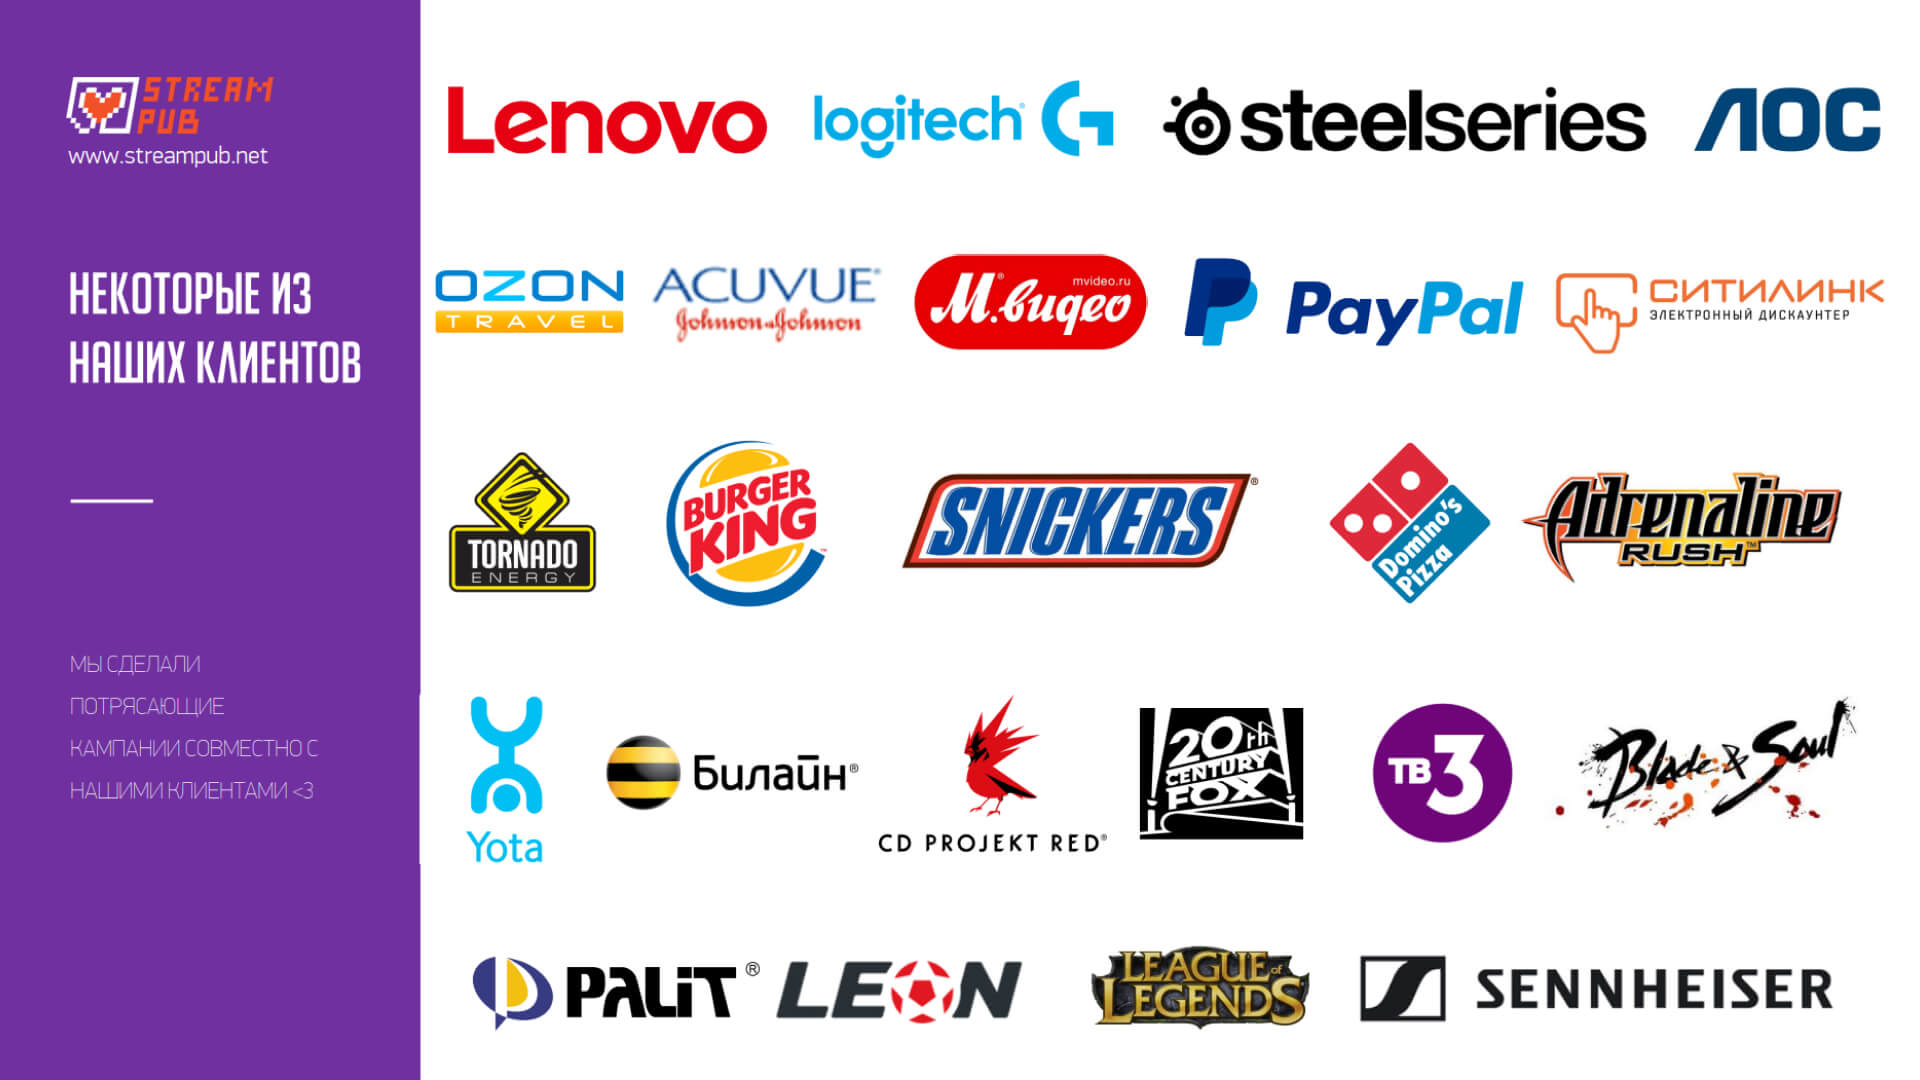 STREAM
PUB
www.streampub.net
НЕКОТОРЫЕ ИЗ
НАШИХ КЛИЕНТОВ
МЫ СДЕЛАЛИ
ПОТРЯСАЮЩИЕ
КАМПАНИИ СОВМЕСТНО С
НАШИМИ КЛИЕНТАМИ <3
Lenovo
logitech G
steelseries
AOC
OZON
TRAVEL
ACUVUE®
Johnson & Johnson
mvideo.ru
М.видео
PayPal
СИТИЛИНК
ЭЛЕКТРОННЫЙ ДИСКАУНТЕР
TORNADO
ENERGY
BURGER
KING™
SNICKERS®
Domino's
Pizza
Adrenaline
RUSH™
Yota
Билайн®
CD PROJEKT RED®
20th
CENTURY
FOX
ТВ3
Blade & Soul
PALIT®
LEON
LEAGUE of
LEGENDS
SENNHEISER